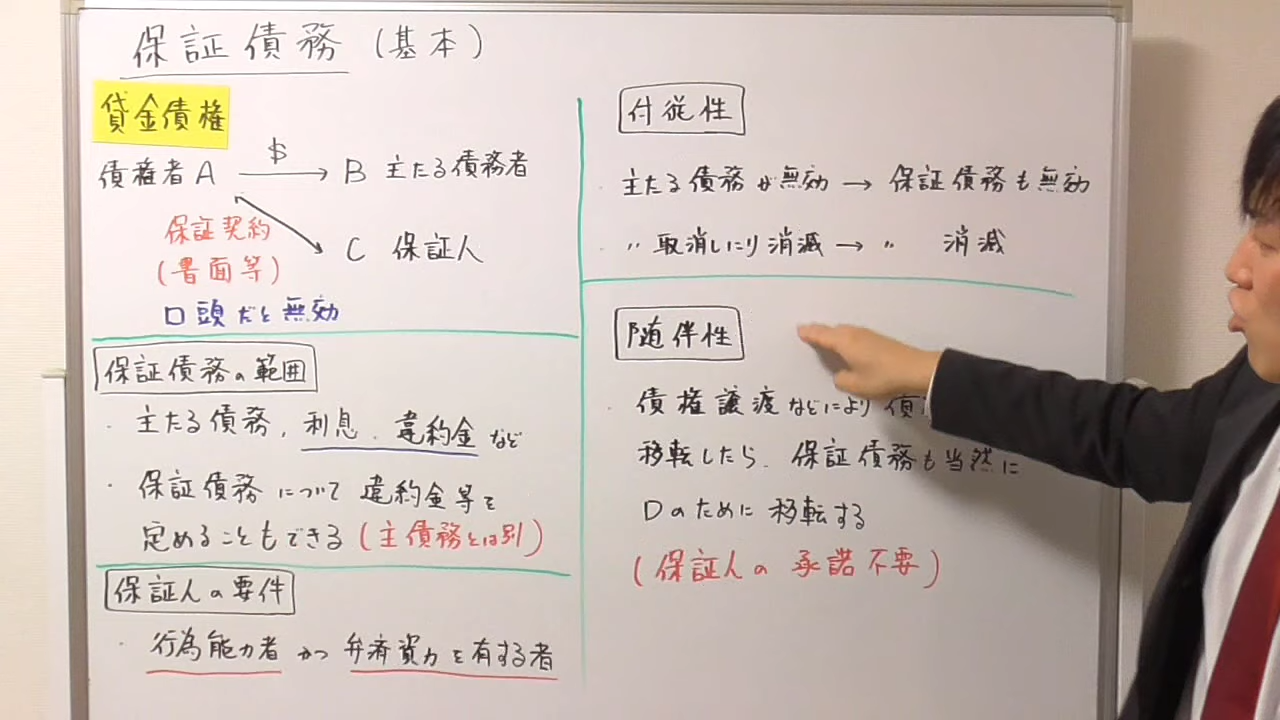 保証債務 (基本)
貸金債権
債権者A $ → B 主たる債務者
保証契約
(書面等)
C 保証人
口頭だと無効
保証債務の範囲
・主たる債務, 利息, 違約金など
・保証債務について違約金等を
定めることもできる (主債務とは別)
保証人の要件
・行為能力者かつ弁済資力を有する者
付従性
・主たる債務が無効 → 保証債務も無効
・〃 取消しにり消滅 → 〃 消滅
随伴性
・債権譲渡などにより
移転したら、保証債務も当然に
Dのために移転する
(保証人の承諾不要)